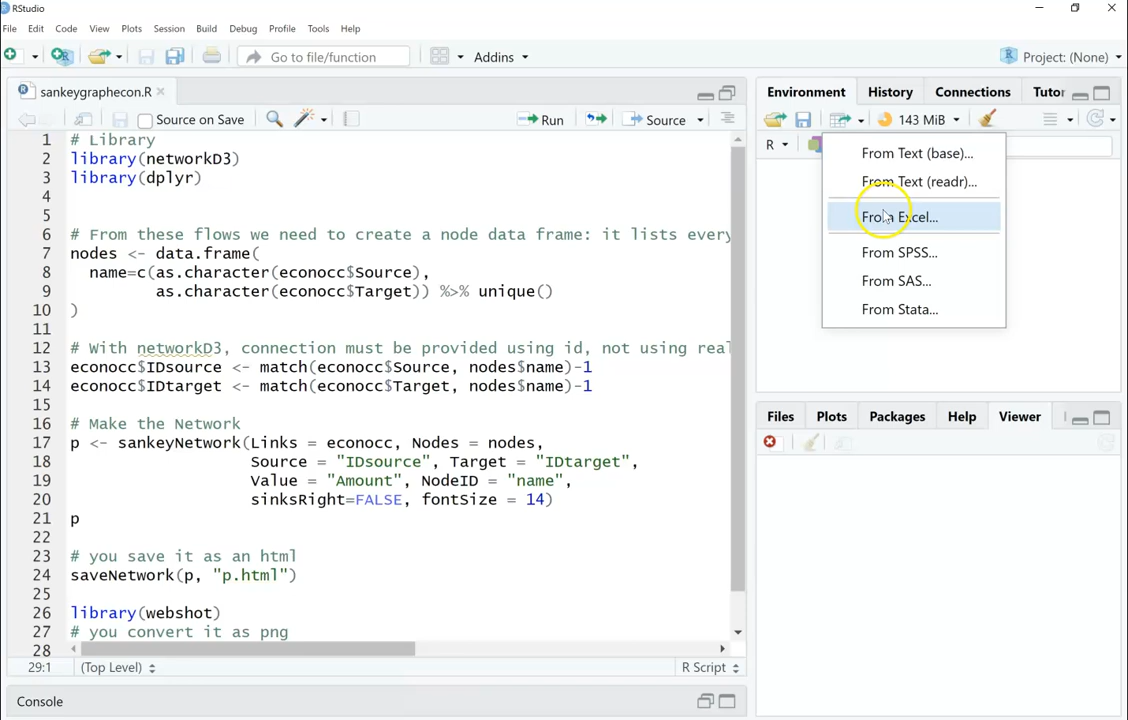 RStudio
File Edit Code View Plots Session Build Debug Profile Tools Help
Go to file/function Addins Project: (None)
sankeygraphecon.R
Source on Save Run Source
1 # Library
2 library(networkD3)
3 library(dplyr)
4
5
6 # From these flows we need to create a node data frame: it lists every
7 nodes <- data.frame(
8 name=c(as.character(econocc$Source),
9 as.character(econocc$Target)) %>% unique()
10 )
11
12 # With networkD3, connection must be provided using id, not using real
13 econocc$IDsource <- match(econocc$Source, nodes$name)-1
14 econocc$IDtarget <- match(econocc$Target, nodes$name)-1
15
16 # Make the Network
17 p <- sankeyNetwork(Links = econocc, Nodes = nodes,
18 Source = "IDsource", Target = "IDtarget",
19 Value = "Amount", NodeID = "name",
20 sinksRight=FALSE, fontSize = 14)
21 p
22
23 # you save it as an html
24 saveNetwork(p, "p.html")
25
26 library(webshot)
27 # you convert it as png
28
29:1 (Top Level) R Script
Console
Environment History Connections Tutor
143 MiB
R
From Text (base)...
From Text (readr)...
From Excel...
From SPSS...
From SAS...
From Stata...
Files Plots Packages Help Viewer